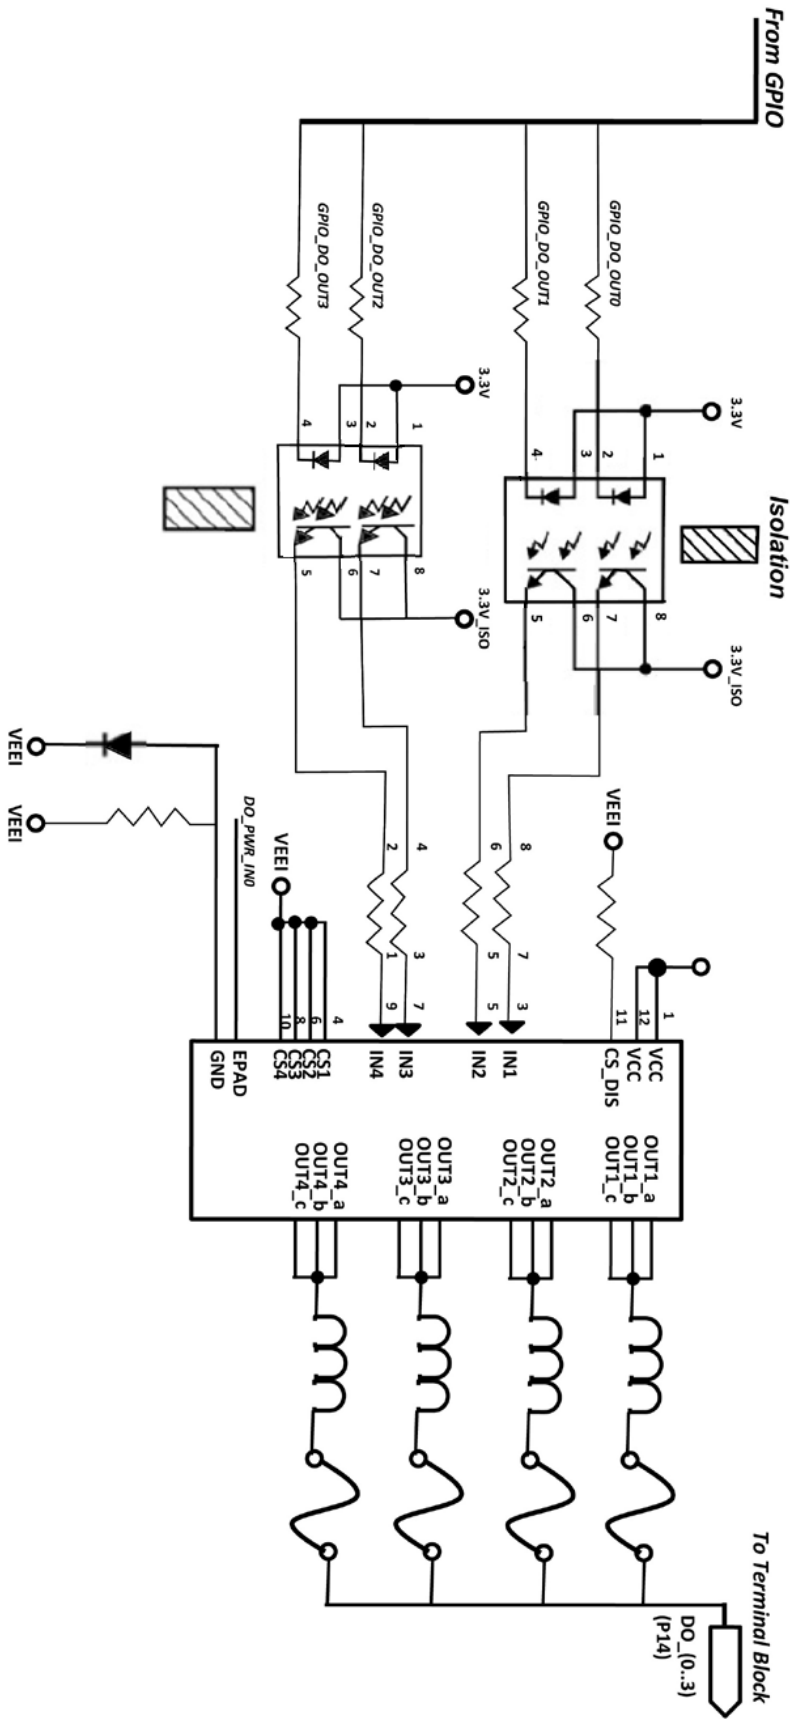 From GPIO
GPIO_DO_OUT0
GPIO_DO_OUT1
GPIO_DO_OUT2
GPIO_DO_OUT3
3.3V
1
2
3
4
Isolation
8
7
6
5
3.3V_ISO
3.3V
1
2
3
4
8
7
6
5
3.3V_ISO
VEEI
8
7
3
6
5
5
4
3
7
2
1
9
1
12
11
VEEI
4
6
8
10
DO_PWR_IN0
VEEI
VEEI
VCC
VCC
CS_DIS
IN1
IN2
IN3
IN4
CS1
CS2
CS3
CS4
EPAD
GND
OUT1_a
OUT1_b
OUT1_c
OUT2_a
OUT2_b
OUT2_c
OUT3_a
OUT3_b
OUT3_c
OUT4_a
OUT4_b
OUT4_c
To Terminal Block
DO_(0..3)
(P14)